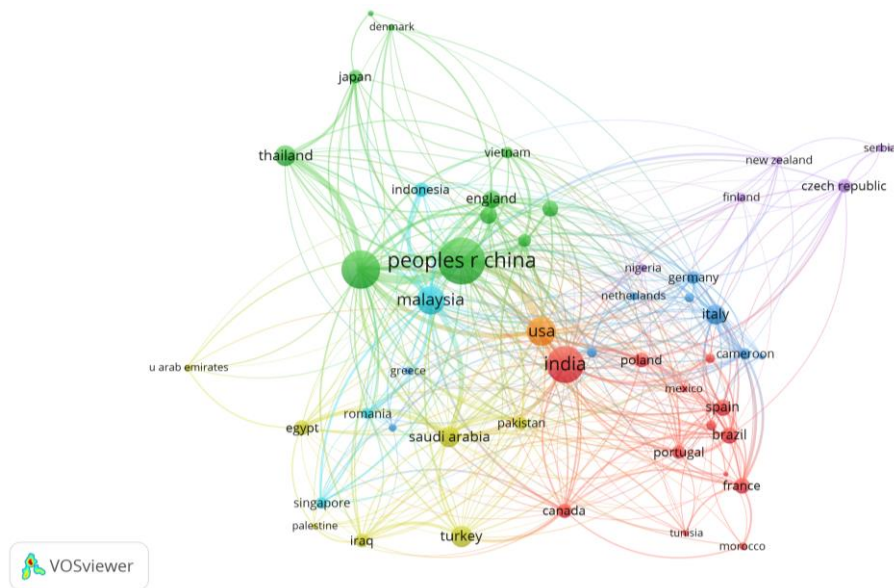 denmark
japan
thailand
vietnam
new zealand
serbia
czech republic
indonesia
england
finland
peoples r china
nigeria
germany
malaysia
netherlands
italy
usa
cameroon
u arab emirates
greece
india
poland
mexico
romania
spain
egypt
pakistan
saudi arabia
brazil
portugal
france
singapore
canada
palestine
iraq
turkey
tunisia
morocco
VOSviewer